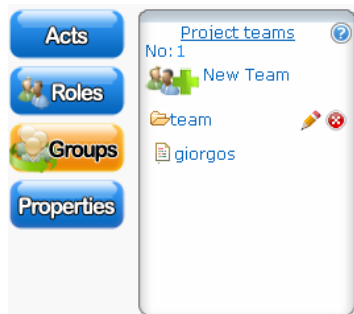 Acts
Roles
Groups
Properties
Project teams
No:1
New Team
team
giorgos